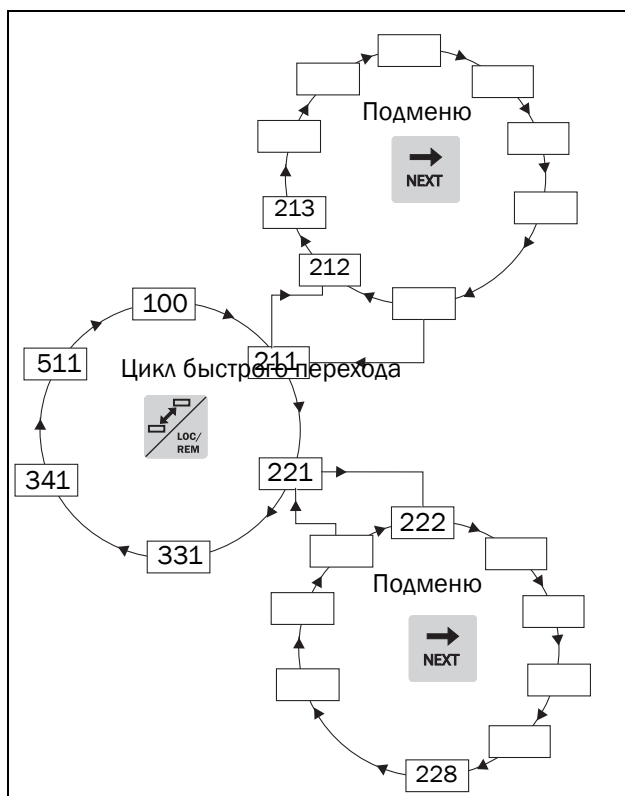 Подменю
NEXT
213
212
100
211
511
Цикл быстрого перехода
LOC/
REM
221
341
222
331
Подменю
NEXT
228